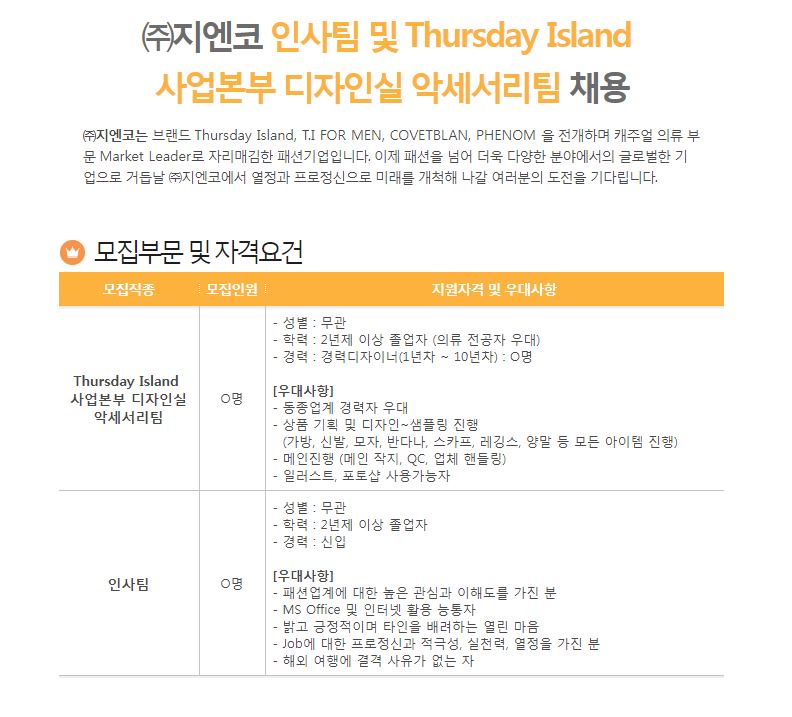 ㈜지엔코 인사팀 및 Thursday Island
사업본부 디자인실 악세서리팀 채용
㈜지엔코는 브랜드 Thursday Island, T.I FOR MEN, COVETBLAN, PHENOM 을 전개하며 캐주얼 의류 부
문 Market Leader로 자리매김한 패션기업입니다. 이제 패션을 넘어 더욱 다양한 분야에서의 글로벌한 기
업으로 거듭날 ㈜지엔코에서 열정과 프로정신으로 미래를 개척해 나갈 여러분의 도전을 기다립니다.
모집부문 및 자격요건
모집직종 모집인원 지원자격 및 우대사항
Thursday Island
사업본부 디자인실
악세서리팀
O명
- 성별 : 무관
- 학력 : 2년제 이상 졸업자 (의류 전공자 우대)
- 경력 : 경력디자이너(1년차 ~ 10년차) : O명
[우대사항]
- 동종업계 경력자 우대
- 상품 기획 및 디자인~샘플링 진행
(가방, 신발, 모자, 반다나, 스카프, 레깅스, 양말 등 모든 아이템 진행)
- 메인진행 (메인 작지, QC, 업체 핸들링)
- 일러스트, 포토샵 사용가능자
인사팀
O명
- 성별 : 무관
- 학력 : 2년제 이상 졸업자
- 경력 : 신입
[우대사항]
- 패션업계에 대한 높은 관심과 이해도를 가진 분
- MS Office 및 인터넷 활용 능통자
- 밝고 긍정적이며 타인을 배려하는 열린 마음
- Job에 대한 프로정신과 적극성, 실천력, 열정을 가진 분
- 해외 여행에 결격 사유가 없는 자